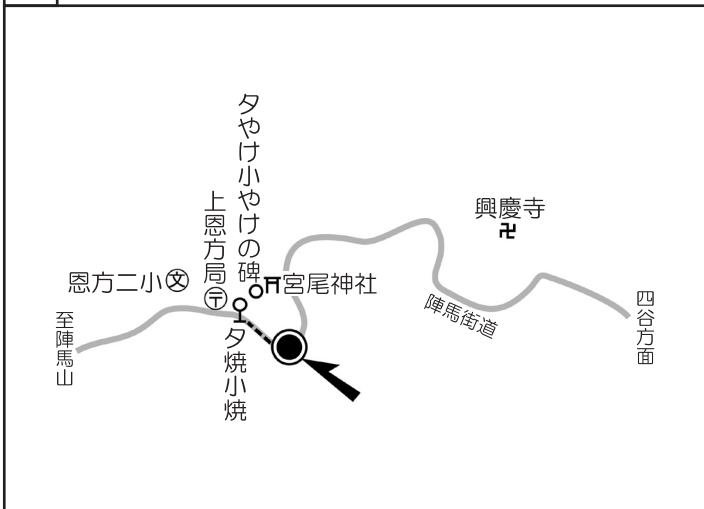 夕やけ小やけの碑
上恩方局
〒
恩方二小
文
宮尾神社
興慶寺
卍
陣馬街道
四谷方面
至陣馬山
夕焼小焼